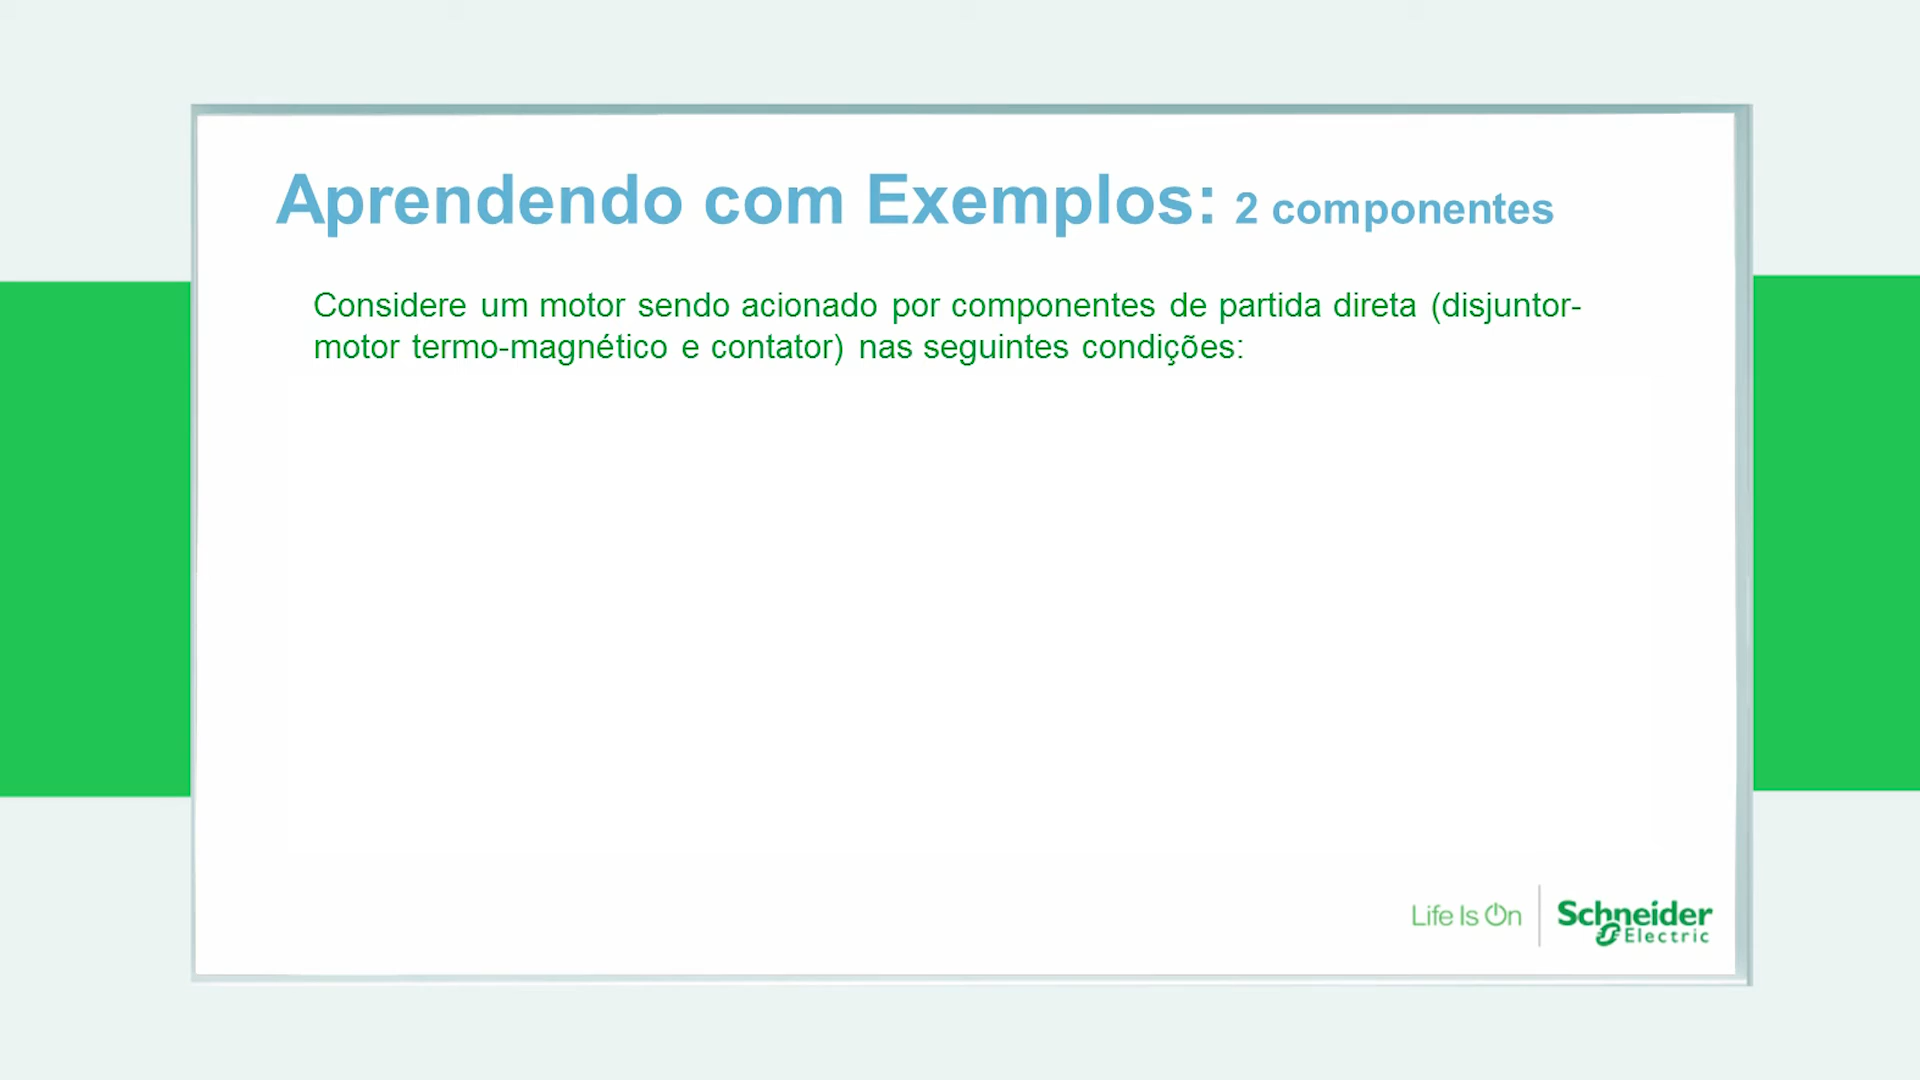 Aprendendo com Exemplos: 2 componentes
Considere um motor sendo acionado por componentes de partida direta (disjuntor-
motor termo-magnético e contator) nas seguintes condições:
Life Is On
Schneider
Electric